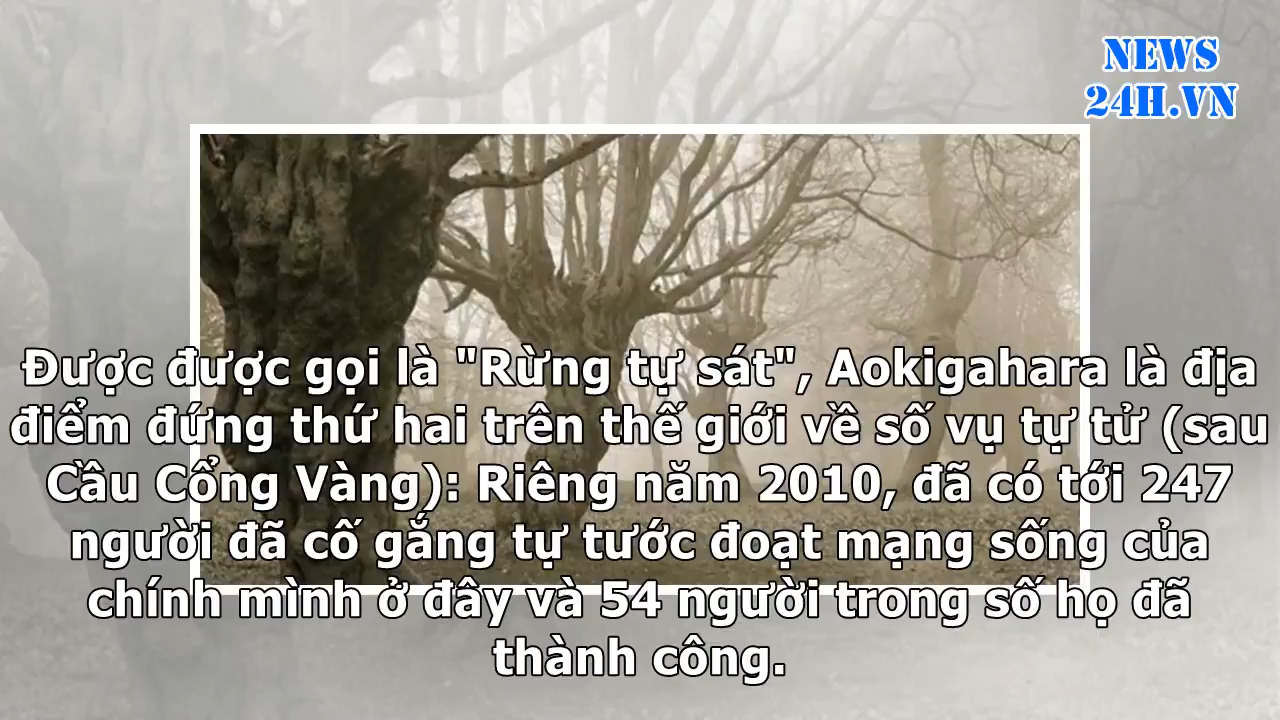 NEWS
24H.VN
Được được gọi là "Rừng tự sát", Aokigahara là địa
điểm đứng thứ hai trên thế giới về số vụ tự tử (sau
Cầu Cổng Vàng): Riêng năm 2010, đã có tới 247
người đã cố gắng tự tước đoạt mạng sống của
chính mình ở đây và 54 người trong số họ đã
thành công.